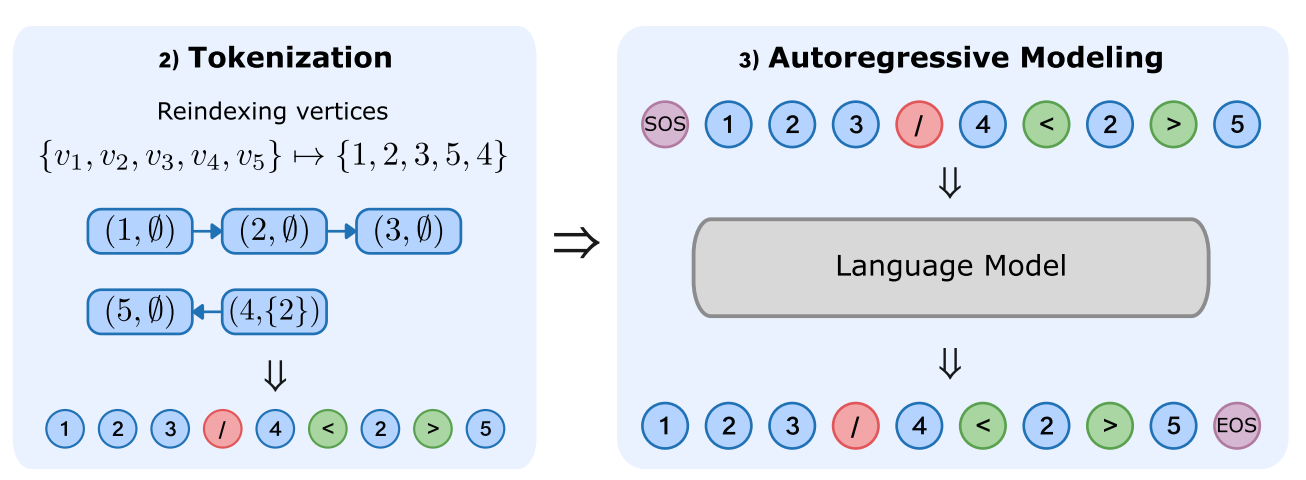 2) Tokenization
Reindexing vertices
{v₁, v₂, v₃, v₄, v₅} ↦ {1, 2, 3, 5, 4}
(1, ∅) (2, ∅) (3, ∅)
(5, ∅) (4,{2})
⇓
1 2 3 / 4 < 2 > 5
⇒
3) Autoregressive Modeling
SOS 1 2 3 / 4 < 2 > 5
⇓
Language Model
⇓
1 2 3 / 4 < 2 > 5 EOS